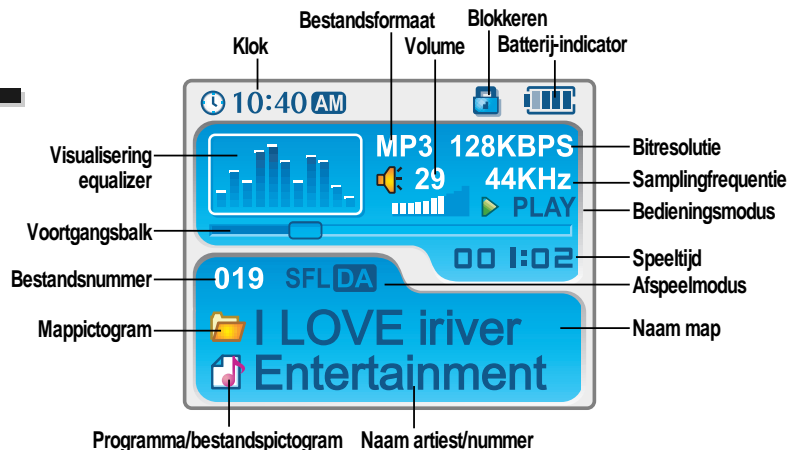 Bestandsformaat
Blokkeren
Klok
Volume
Batterij-indicator
10:40 AM
MP3 128KBPS
Bitresolutie
Visualisering
equalizer
29 44KHz
Samplingfrequentie
PLAY
Bedieningsmodus
Voortgangsbalk
00 1:02
Speeltijd
Bestandsnummer
019 SFL DA
Afspeelmodus
Mappictogram
I LOVE iriver
Naam map
Entertainment
Programma/bestandspictogram
Naam artiest/nummer